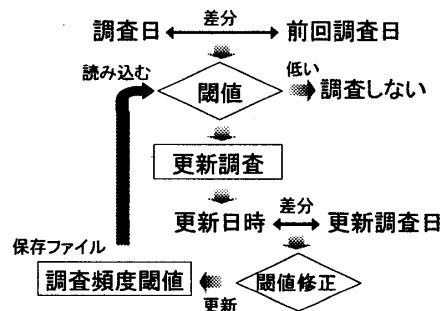 差分
調査日 前回調査日
読み込む
低い
閾値
調査しない
更新調査
差分
更新日時 更新調査日
保存ファイル
調査頻度閾値
閾値修正
更新